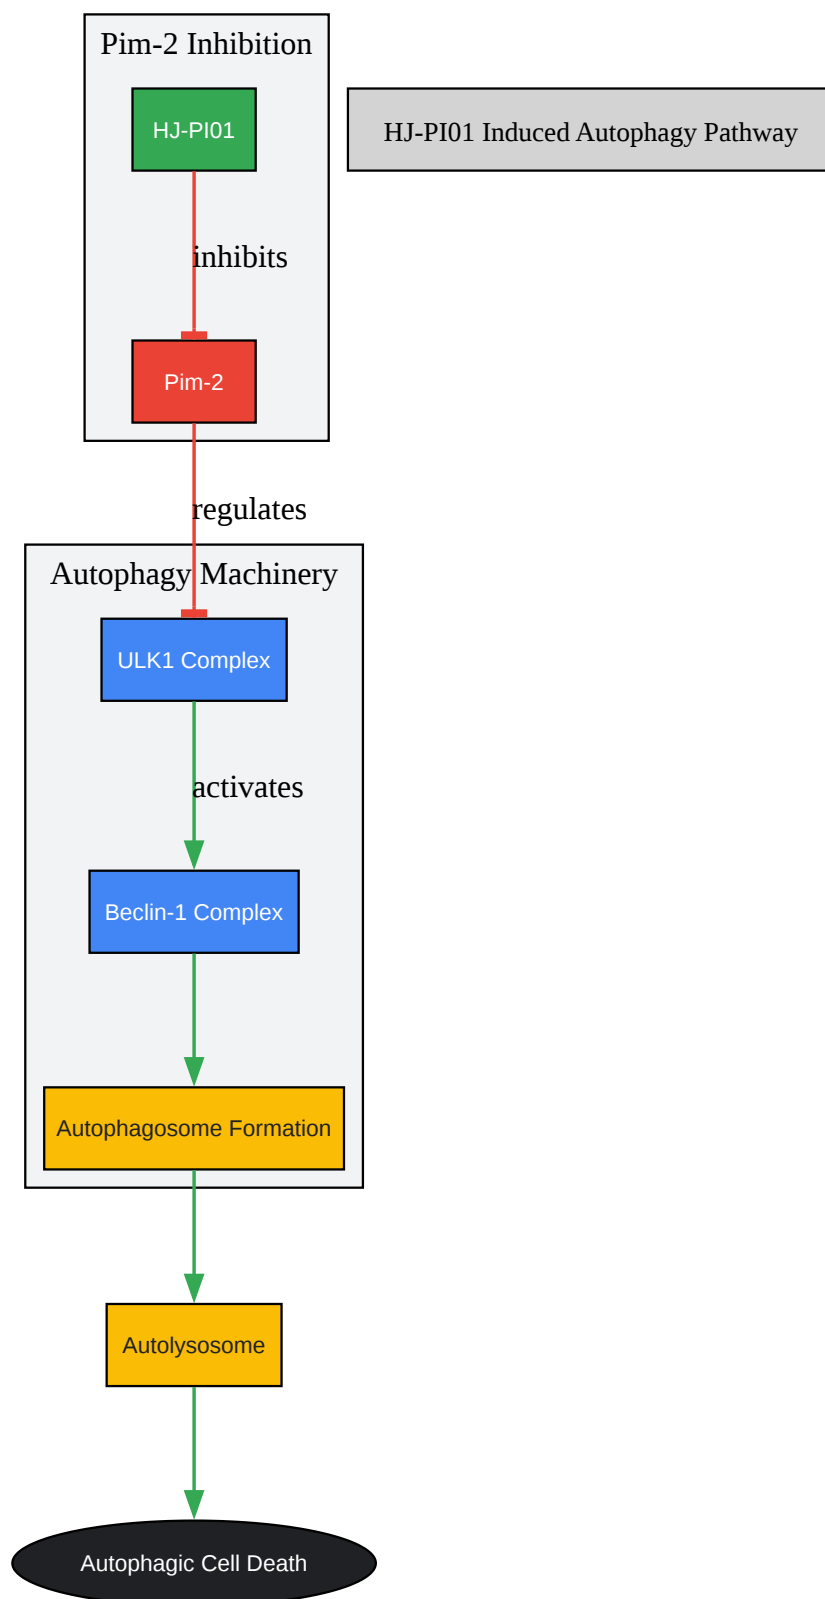 Pim-2 Inhibition
HJ-PI01
HJ-PI01 Induced Autophagy Pathway
inhibits
Pim-2
regulates
Autophagy Machinery
ULK1 Complex
activates
Beclin-1 Complex
Autophagosome Formation
Autolysosome
Autophagic Cell Death